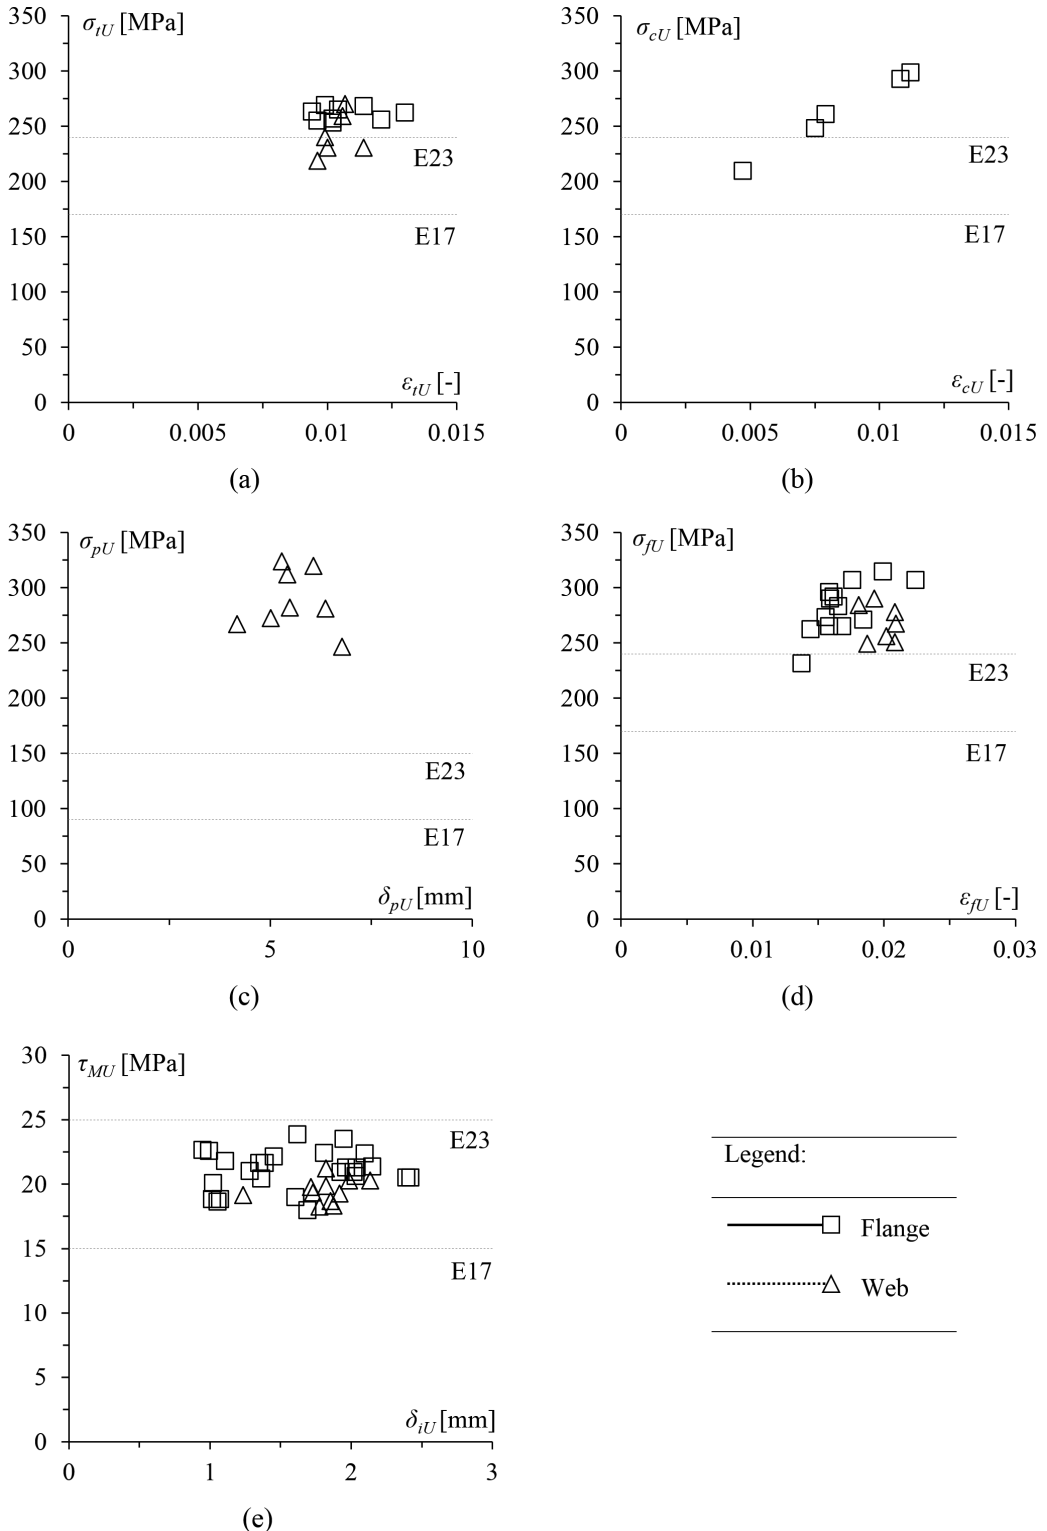 σtU [MPa]
350
300
250
200
150
100
50
0
E23
E17
εtU [-]
0 0.005 0.01 0.015
(a)
σcU [MPa]
350
300
250
200
150
100
50
0
E23
E17
εcU [-]
0 0.005 0.01 0.015
(b)
σpU [MPa]
350
300
250
200
150
100
50
0
E23
E17
δpU [mm]
0 5 10
(c)
σfU [MPa]
350
300
250
200
150
100
50
0
E23
E17
εfU [-]
0 0.01 0.02 0.03
(d)
τMU [MPa]
30
25
20
15
10
5
0
E23
E17
δiU [mm]
0 1 2 3
(e)
Legend:
Flange
Web